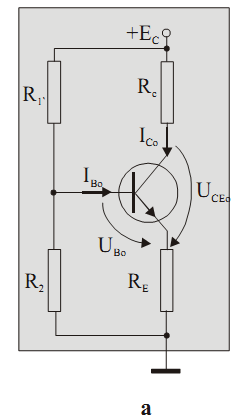 +E_C
R_1'
R_c
I_Co
I_Bo
U_CEo
U_Bo
R_2
R_E
a